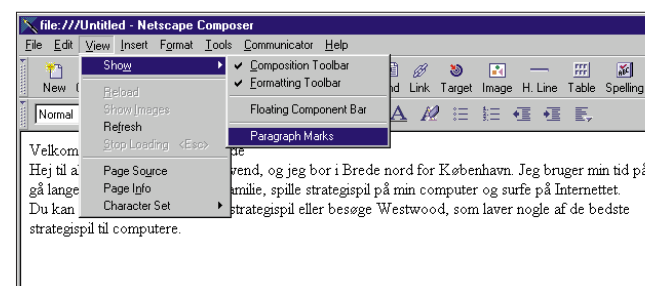 file:///Untitled - Netscape Composer
File Edit View Insert Format Tools Communicator Help
New Link Target Image H. Line Table Spelling
Normal
Show
Reload
Show Images
Refresh
Stop Loading <Esc>
Page Source
Page Info
Character Set
Composition Toolbar
Formatting Toolbar
Floating Component Bar
Paragraph Marks
Velkom de
Hej til a vend, og jeg bor i Brede nord for København. Jeg bruger min tid på
gå lange amilie, spille strategispil på min computer og surfe på Internettet.
Du kan strategispil eller besøge Westwood, som laver nogle af de bedste
strategispil til computere.